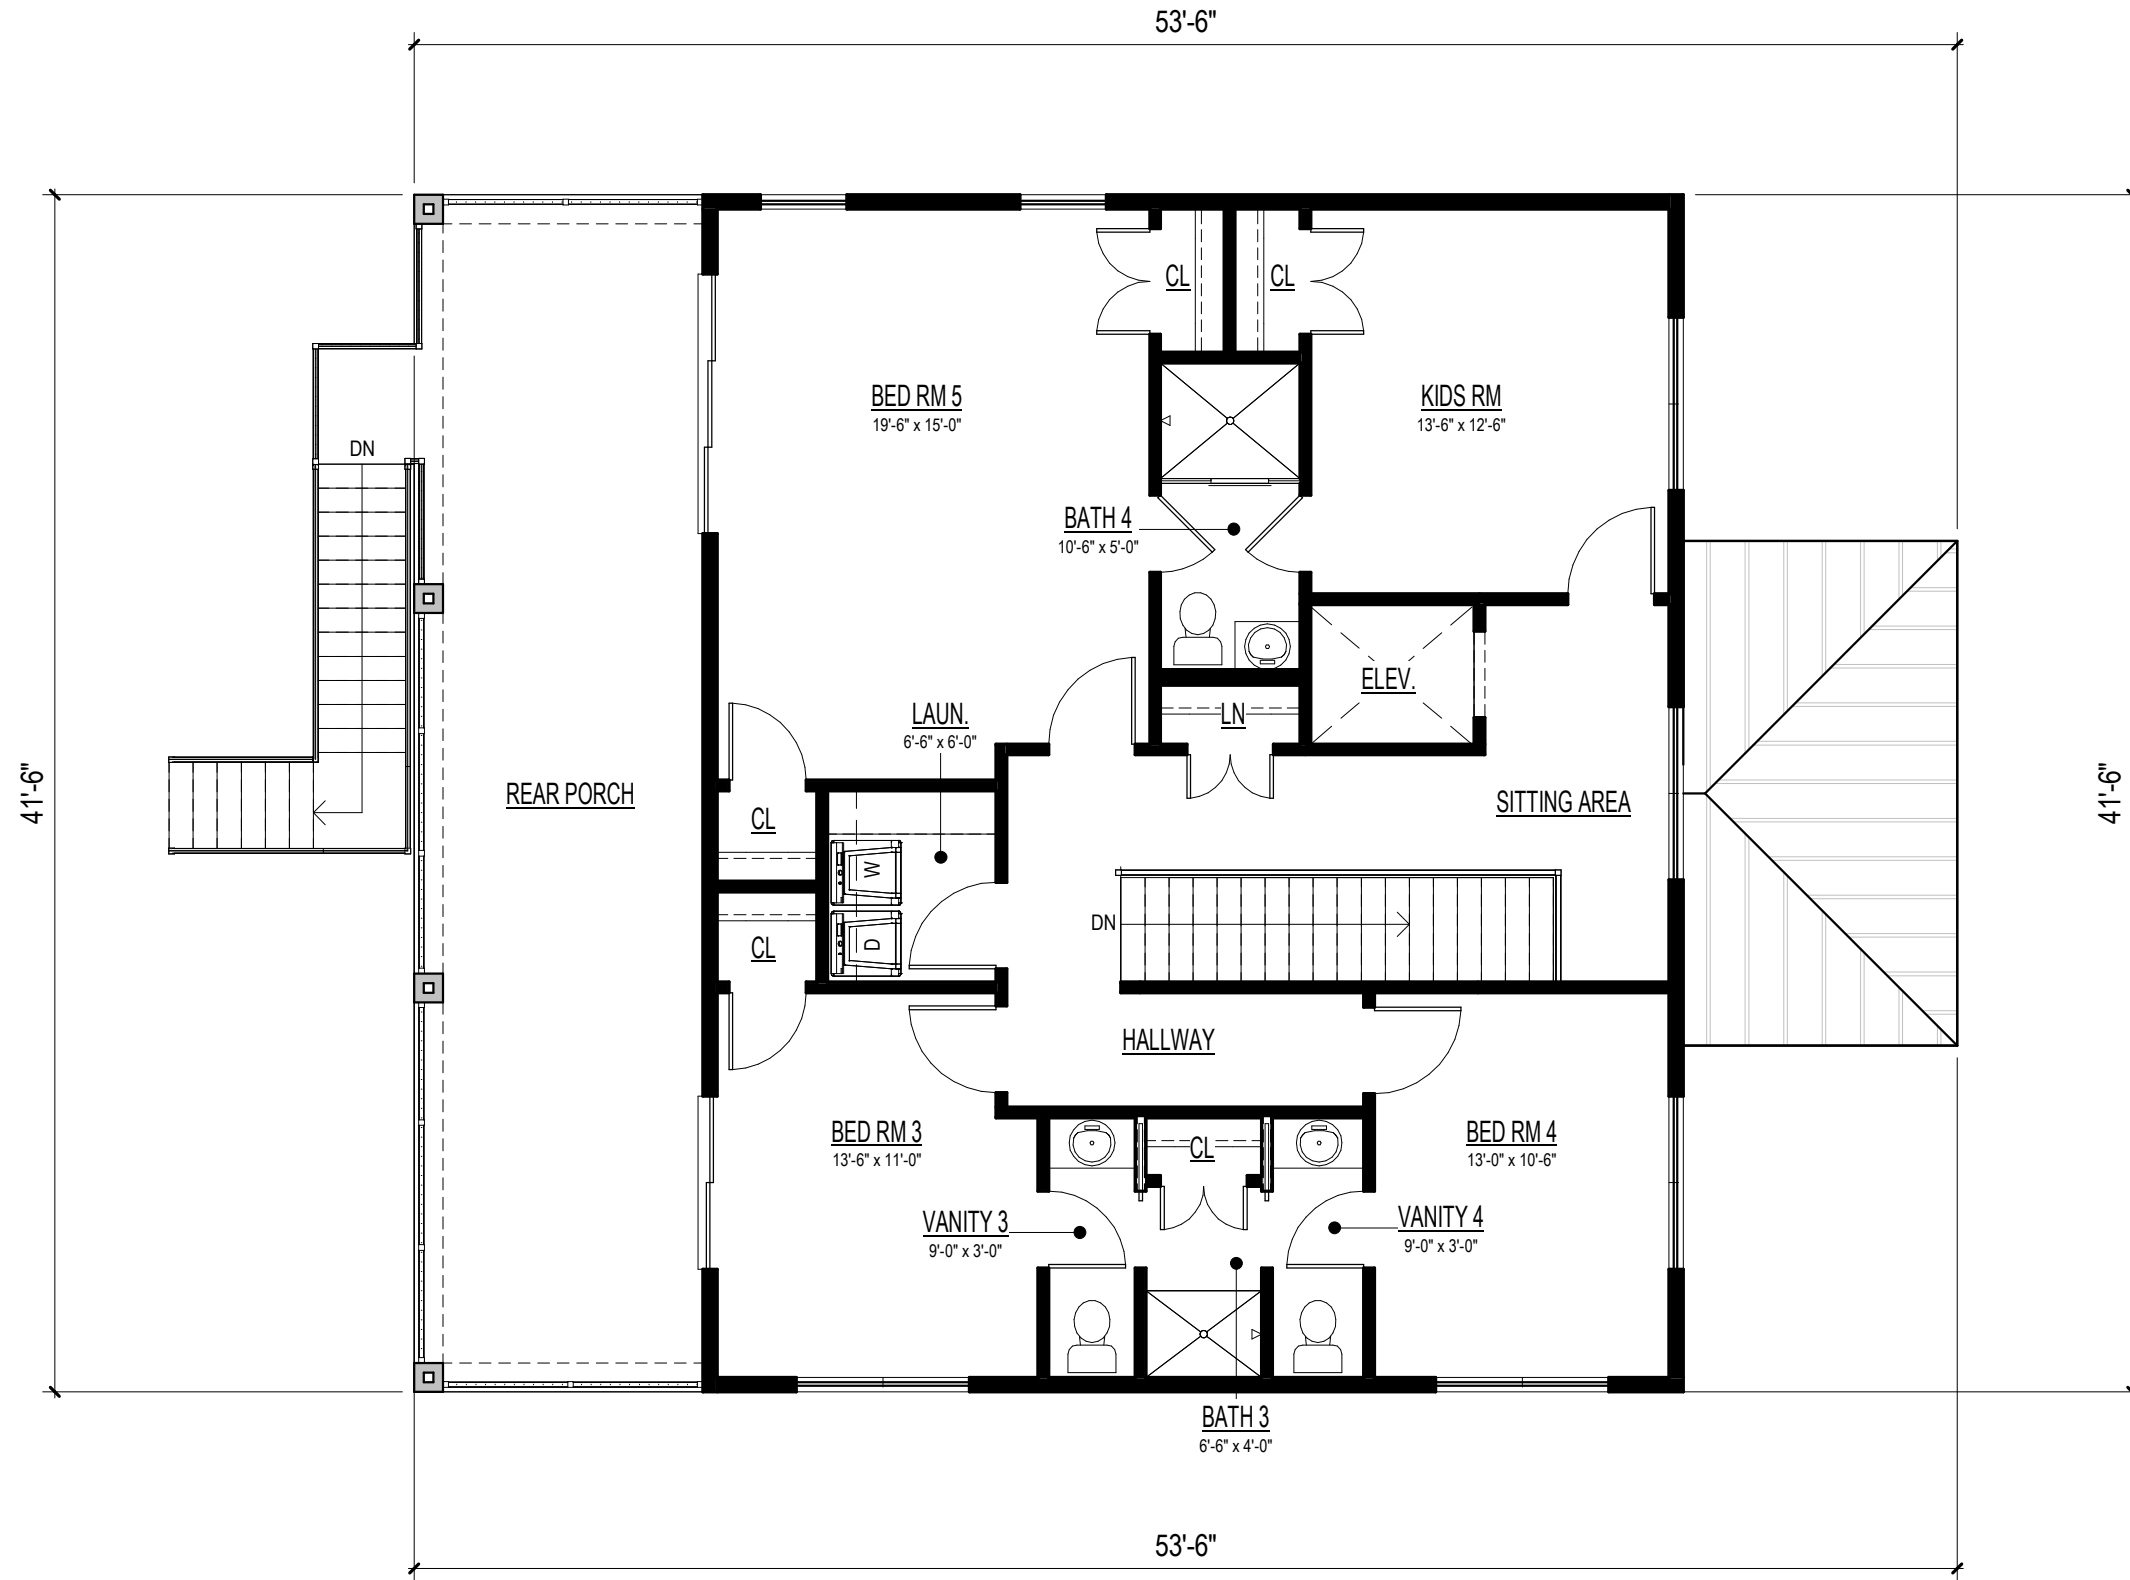 53'-6"
CL
CL
BED RM 5
19'-6" x 15'-0"
KIDS RM
13'-6" x 12'-6"
DN
BATH 4
10'-6" x 5'-0"
ELEV.
LAUN.
6'-6" x 6'-0"
LN
41'-6"
REAR PORCH
SITTING AREA
41'-6"
CL
W
DN
D
CL
HALLWAY
BED RM 3
13'-6" x 11'-0"
CL
BED RM 4
13'-0" x 10'-6"
VANITY 3
9'-0" x 3'-0"
VANITY 4
9'-0" x 3'-0"
BATH 3
6'-6" x 4'-0"
53'-6"